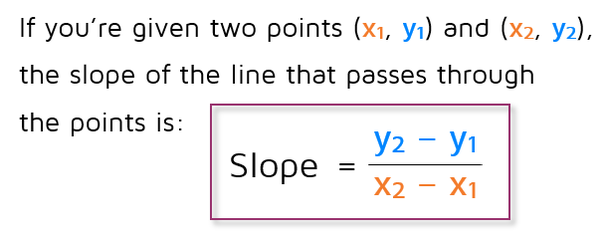 If you’re given two points (x₁, y₁) and (x₂, y₂),
the slope of the line that passes through
the points is:
Slope = y₂ − y₁
x₂ − x₁